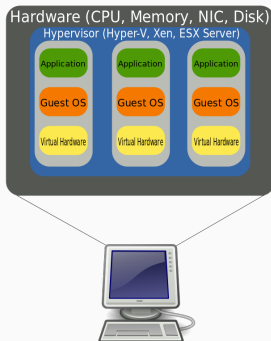 Hardware (CPU, Memory, NIC, Disk)
Hypervisor (Hyper-V, Xen, ESX Server)
Application Application Application
Guest OS Guest OS Guest OS
Virtual Hardware Virtual Hardware Virtual Hardware